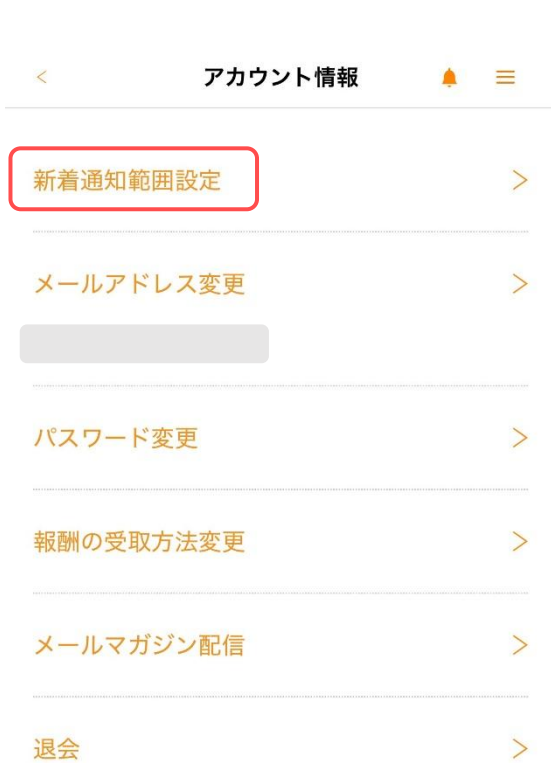 アカウント情報
新着通知範囲設定
メールアドレス変更
パスワード変更
報酬の受取方法変更
メールマガジン配信
退会